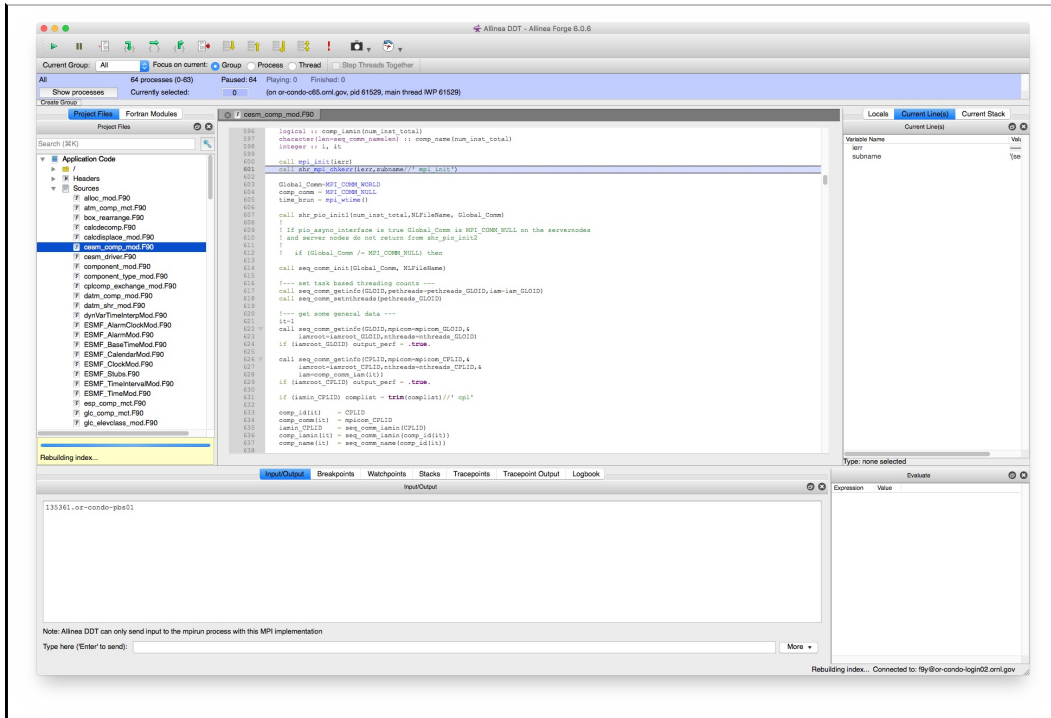 Allinea DDT - Allinea Forge 6.0.6
Current Group: All Focus on current: Group Process Thread Step Threads Together
All 64 processes (0-63) Paused: 64 Playing: 0 Finished: 0
Show processes Currently selected: 0 (on or-condo-c65.ornl.gov, pid 61529, main thread lWP 61529)
Create Group
Project Files Fortran Modules
Project Files
Search (⌘K)
Application Code
/
Headers
Sources
alloc_mod.F90
atm_comp_mct.F90
box_rearrange.F90
calcdecomp.F90
calcdisplace_mod.F90
cesm_comp_mod.F90
cesm_driver.F90
component_mod.F90
component_type_mod.F90
cplcomp_exchange_mod.F90
datm_comp_mod.F90
datm_shr_mod.F90
dynVarTimeInterpMod.F90
ESMF_AlarmClockMod.F90
ESMF_AlarmMod.F90
ESMF_BaseTimeMod.F90
ESMF_CalendarMod.F90
ESMF_ClockMod.F90
ESMF_Stubs.F90
ESMF_TimeIntervalMod.F90
ESMF_TimeMod.F90
esp_comp_mct.F90
glc_comp_mct.F90
glc_elevclass_mod.F90
Rebuilding index...
cesm_comp_mod.F90
596 logical :: comp_iamin(num_inst_total)
597 character(len=seq_comm_namelen) :: comp_name(num_inst_total)
598 integer :: i, it
599
600 call mpi_init(ierr)
601 call shr_mpi_chkerr(ierr,subname//' mpi_init')
602
603 Global_Comm=MPI_COMM_WORLD
604 comp_comm = MPI_COMM_NULL
605 time_brun = mpi_wtime()
606
607 call shr_pio_init1(num_inst_total,NLFileName, Global_Comm)
608 !
609 ! If pio_async_interface is true Global_Comm is MPI_COMM_NULL on the servernodes
610 ! and server nodes do not return from shr_pio_init2
611 !
612 ! if (Global_Comm /= MPI_COMM_NULL) then
613
614 call seq_comm_init(Global_Comm, NLFileName)
615
616 !--- set task based threading counts ---
617 call seq_comm_getinfo(GLOID,pethreads=pethreads_GLOID,iam=iam_GLOID)
618 call seq_comm_setnthreads(pethreads_GLOID)
619
620 !--- get some general data ---
621 it=1
622 call seq_comm_getinfo(GLOID,mpicom=mpicom_GLOID,&
623 iamroot=iamroot_GLOID,nthreads=nthreads_GLOID)
624 if (iamroot_GLOID) output_perf = .true.
625
626 call seq_comm_getinfo(CPLID,mpicom=mpicom_CPLID,&
627 iamroot=iamroot_CPLID,nthreads=nthreads_CPLID,&
628 iam=comp_comm_iam(it))
629 if (iamroot_CPLID) output_perf = .true.
630
631 if (iamin_CPLID) complist = trim(complist)//' cpl'
632
633 comp_id(it) = CPLID
634 comp_comm(it) = mpicom_CPLID
635 iamin_CPLID = seq_comm_iamin(CPLID)
636 comp_iamin(it) = seq_comm_iamin(comp_id(it))
637 comp_name(it) = seq_comm_name(comp_id(it))
638
Locals Current Line(s) Current Stack
Current Line(s)
Variable Name
ierr
subname '(se
Type: none selected
Input/Output Breakpoints Watchpoints Stacks Tracepoints Tracepoint Output Logbook
Input/Output
135361.or-condo-pbs01
Note: Allinea DDT can only send input to the mpirun process with this MPI implementation
Type here ('Enter' to send): More
Evaluate
Expression Value
Rebuilding index... Connected to: f9y@or-condo-login02.ornl.gov